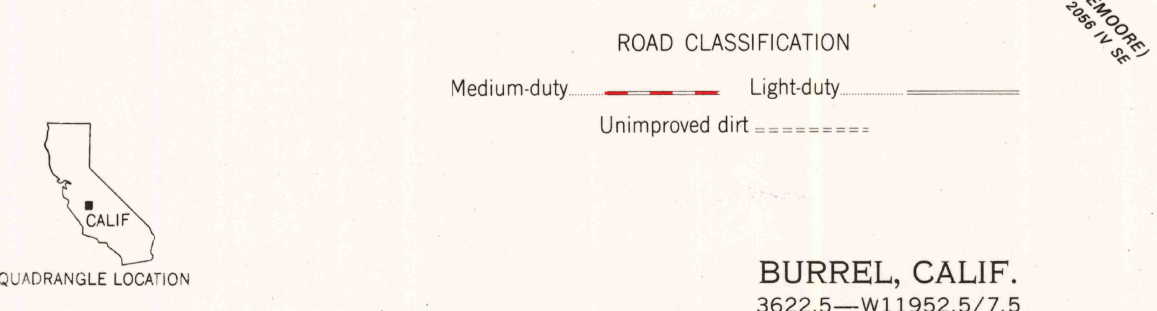 EMOORE)
2056 IV SE
ROAD CLASSIFICATION
Medium-duty Light-duty
Unimproved dirt
CALIF
QUADRANGLE LOCATION
BURREL, CALIF.
3622.5—W11952.5/7.5